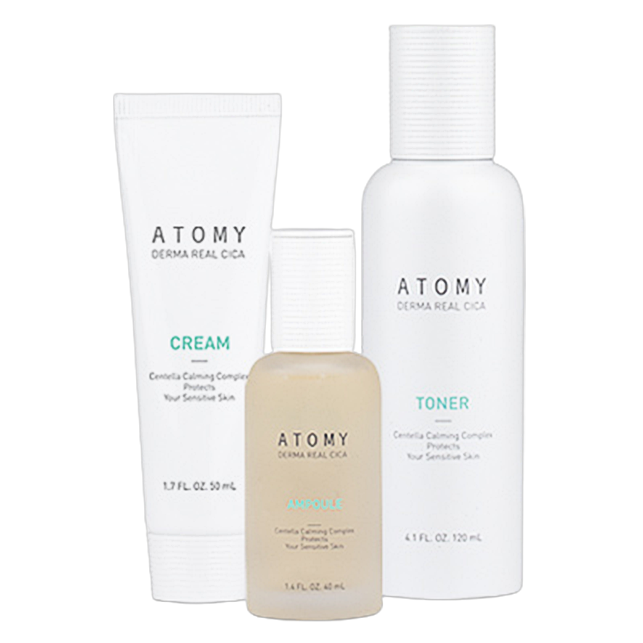 ATOMY
DERMA REAL CICA
CREAM
Centella Calming Complex
Protects
Your Sensitive Skin
1.7 FL. OZ. 50 mL
ATOMY
DERMA REAL CICA
AMPOULE
Centella Calming Complex
Protects
Your Sensitive Skin
1.4 FL. OZ. 40 mL
ATOMY
DERMA REAL CICA
TONER
Centella Calming Complex
Protects
Your Sensitive Skin
4.1 FL. OZ. 120 mL